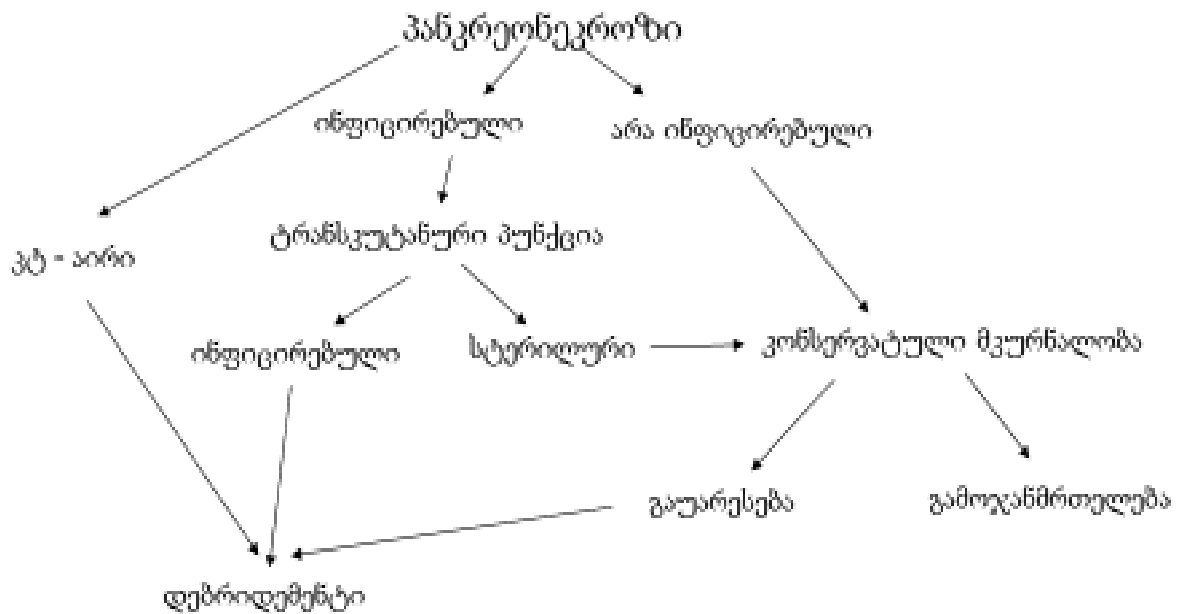 პანკრეონეკროზი
ინფიცირებული
არა ინფიცირებული
ტრანსკუტანური პუნქცია
კტ - აირი
ინფიცირებული
სტერილური
კონსერვატული მკურნალობა
გაუარესება
გამოჯანმრთელება
დებრიდემენტი